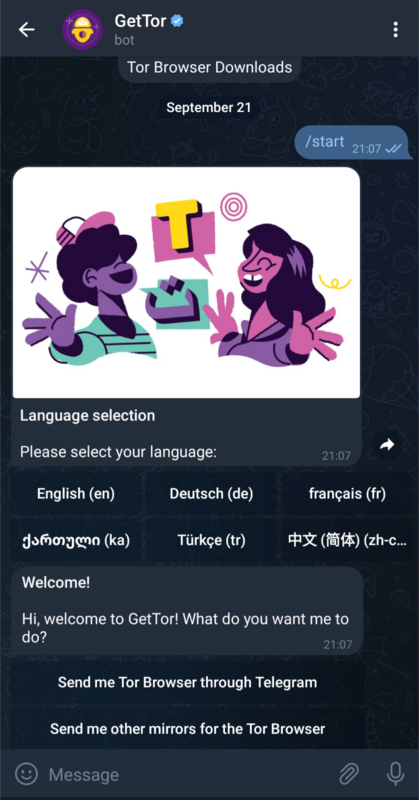 GetTor
bot
Tor Browser Downloads
September 21
/start 21:07
T
ت
Language selection
Please select your language:
21:07
English (en) Deutsch (de) français (fr)
ქართული (ka) Türkçe (tr) 中文 (简体) (zh-c...
Welcome!
Hi, welcome to GetTor! What do you want me to
do?
21:07
Send me Tor Browser through Telegram
Send me other mirrors for the Tor Browser
Message